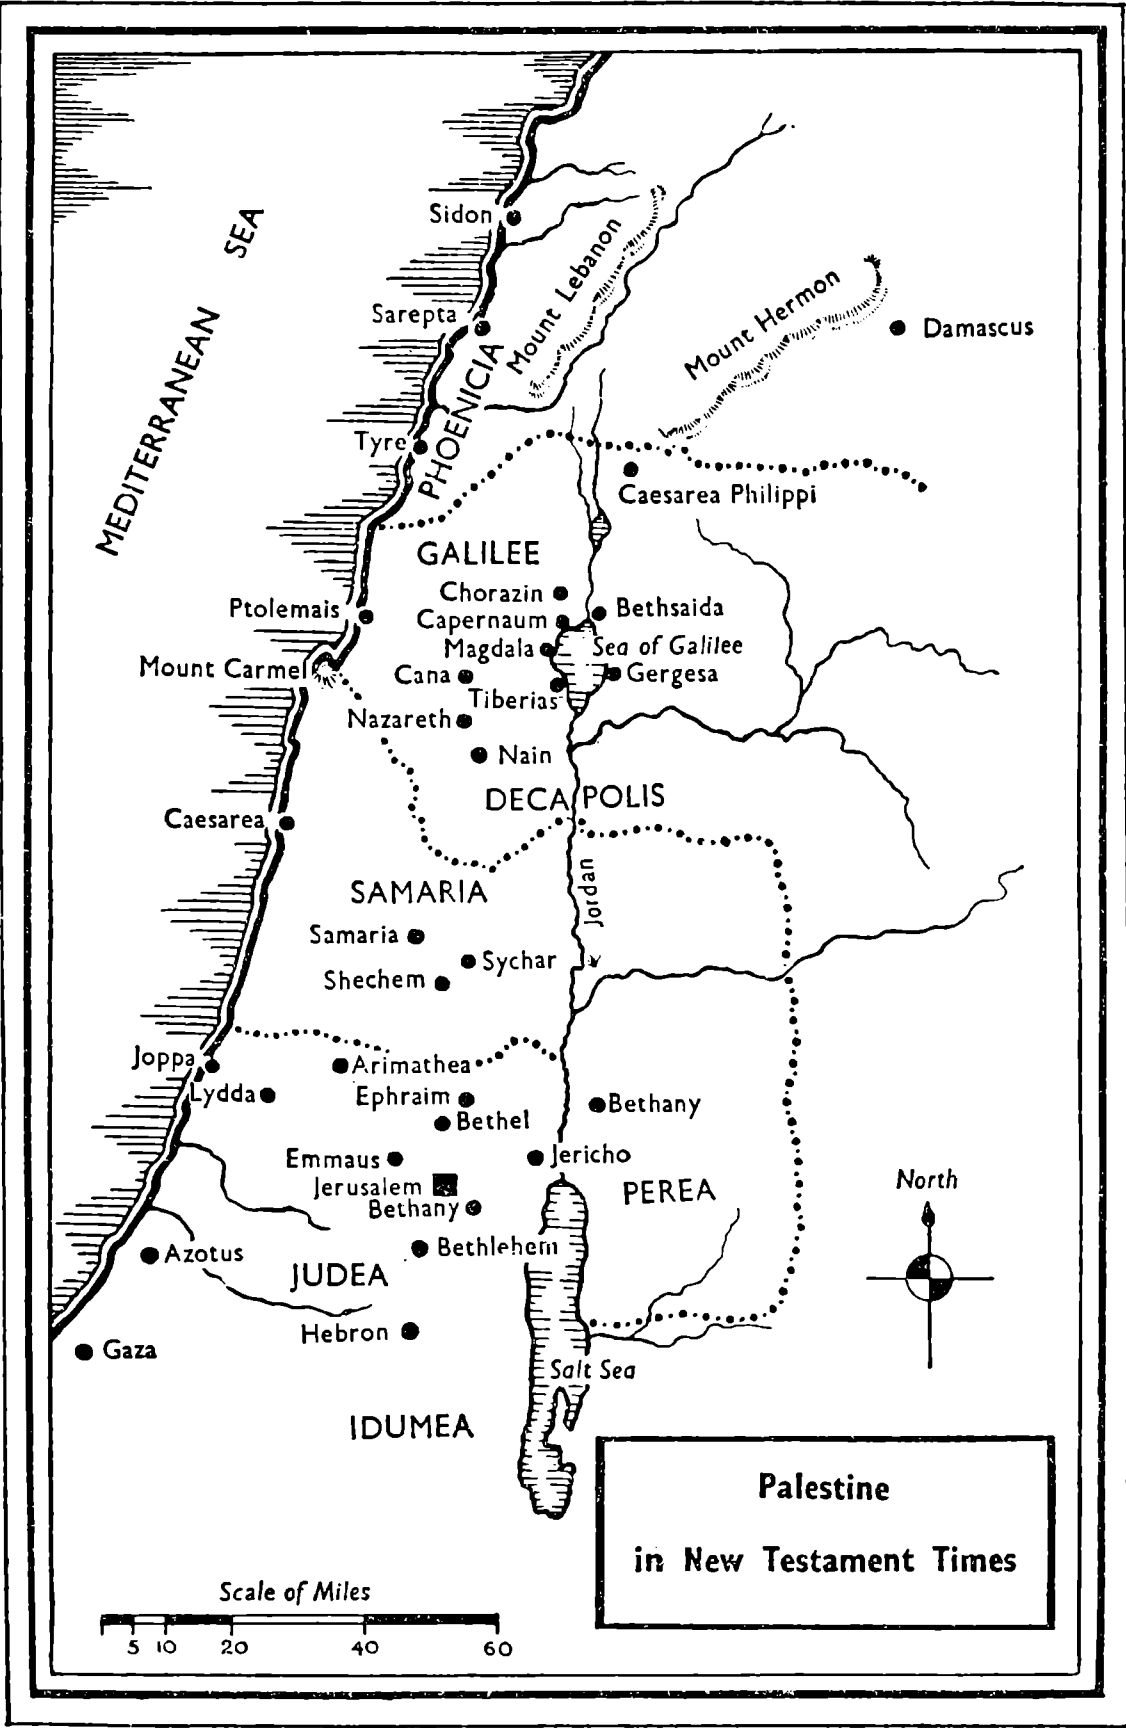 MEDITERRANEAN SEA
Sidon
Mount Lebanon
Sarepta
Mount Hermon
Damascus
PHOENICIA
Tyre
Caesarea Philippi
GALILEE
Chorazin
Ptolemais
Bethsaida
Capernaum
Magdala
Sea of Galilee
Mount Carmel
Cana
Gergesa
Tiberias
Nazareth
Nain
DECAPOLIS
Caesarea
SAMARIA
Jordan
Samaria
Sychar
Shechem
Joppa
Arimathea
Lydda
Ephraim
Bethany
Bethel
Emmaus
Jericho
Jerusalem
PEREA
Bethany
North
Azotus
Bethlehem
JUDEA
Hebron
Gaza
Salt Sea
IDUMEA
Palestine
in New Testament Times
Scale of Miles
5 10 20 40 60